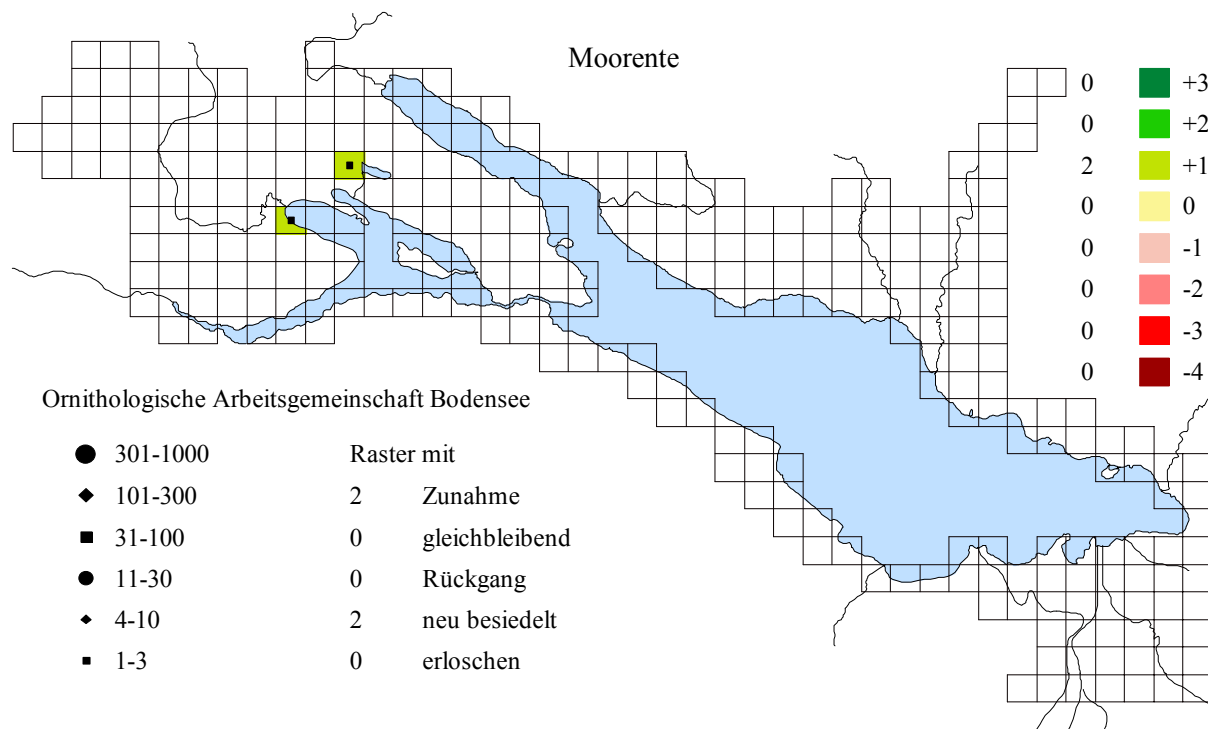 Moorente
0 +3
0 +2
2 +1
0 0
0 -1
0 -2
0 -3
0 -4
Ornithologische Arbeitsgemeinschaft Bodensee
301-1000 Raster mit
101-300 2 Zunahme
31-100 0 gleichbleibend
11-30 0 Rückgang
4-10 2 neu besiedelt
1-3 0 erloschen